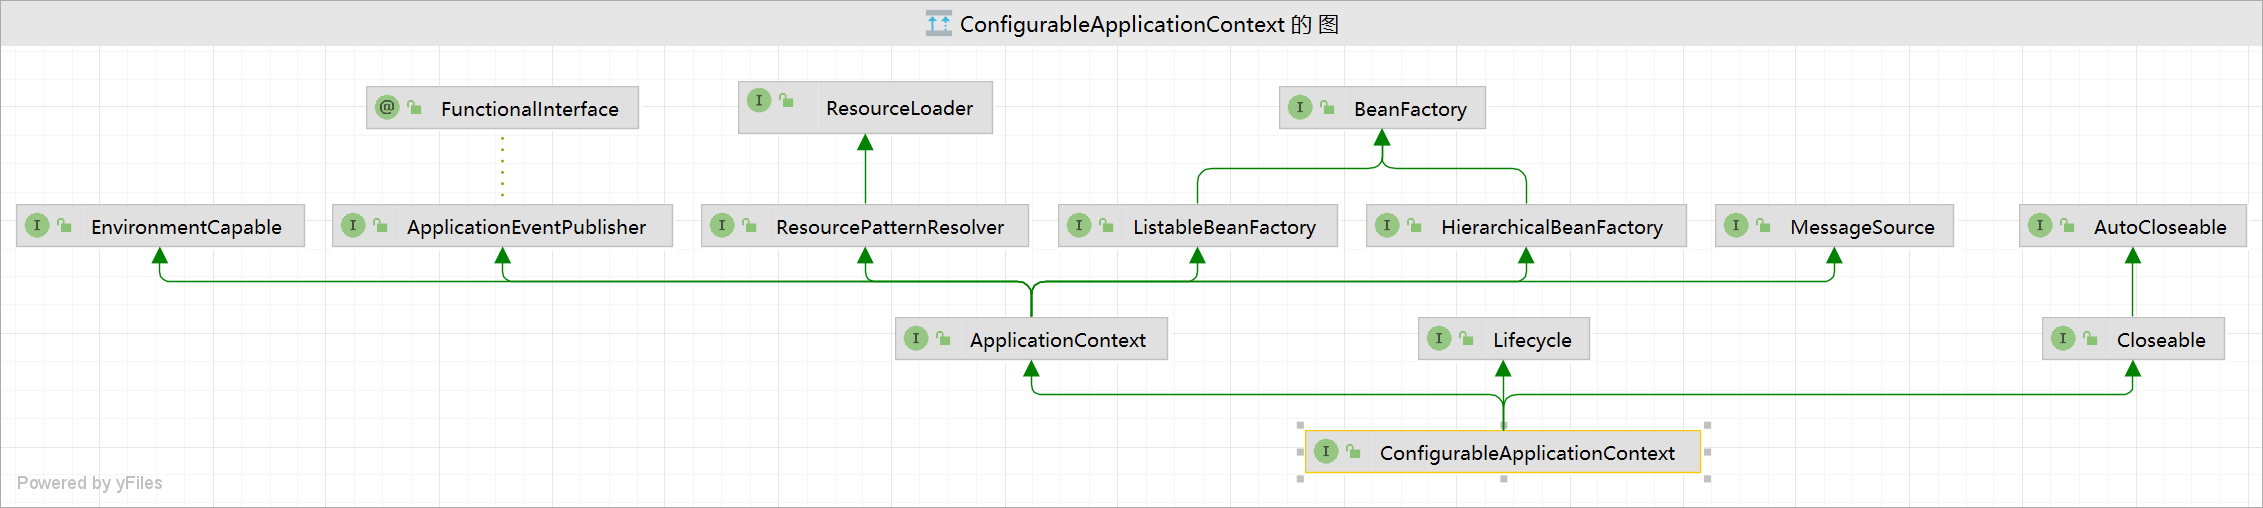 ConfigurableApplicationContext 的 图
@ FunctionalInterface
I ResourceLoader
I BeanFactory
I EnvironmentCapable
I ApplicationEventPublisher
I ResourcePatternResolver
I ListableBeanFactory
I HierarchicalBeanFactory
I MessageSource
I AutoCloseable
I ApplicationContext
I Lifecycle
I Closeable
I ConfigurableApplicationContext
Powered by yFiles